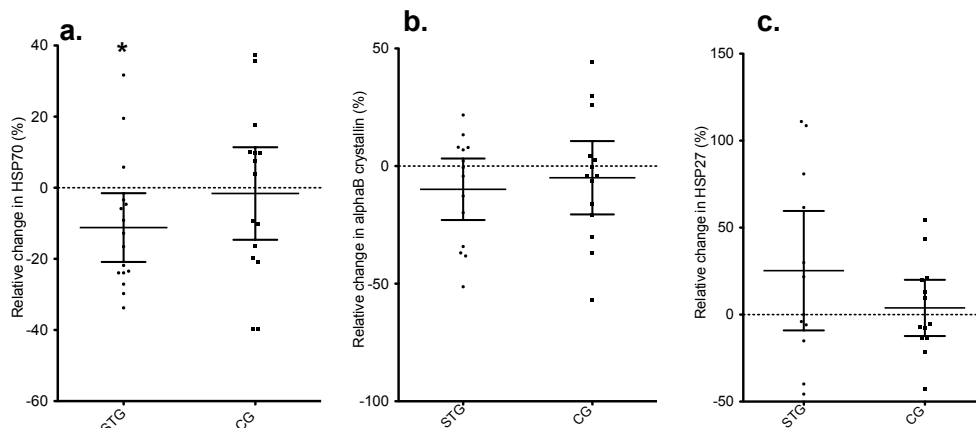 a.
*
Relative change in HSP70 (%)
40
20
0
-20
-40
-60
STG
CG
b.
Relative change in alphaB crystallin (%)
50
0
-50
-100
STG
CG
c.
Relative change in HSP27 (%)
150
100
50
0
-50
STG
CG